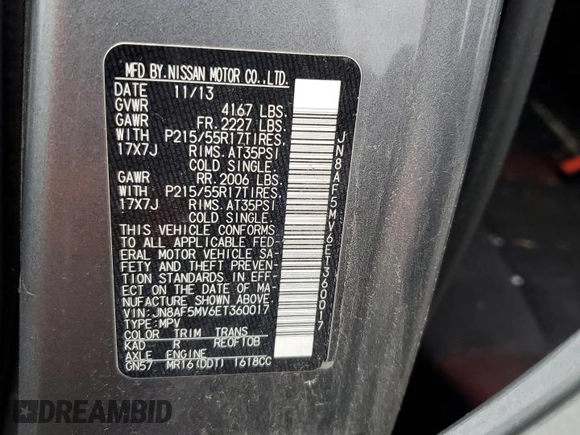 MFD.BY.NISSAN MOTOR CO.,LTD.
DATE 11/13
GVWR 4167 LBS.
GAWR FR.2227 LBS.
WITH P215/55R17TIRES,
17X7J RIMS.AT35PSI
COLD SINGLE.
GAWR RR.2006 LBS.
WITH P215/55R17TIRES,
17X7J RIMS.AT35PSI
COLD SINGLE.
THIS VEHICLE CONFORMS
TO ALL APPLICABLE FED-
ERAL MOTOR VEHICLE SA-
FETY AND THEFT PREVEN-
TION STANDARDS IN EFF-
ECT ON THE DATE OF MA-
NUFACTURE SHOWN ABOVE.
VIN:JN8AF5MV6ET360017
TYPE:MPV
COLOR TRIM TRANS
KAD R RE0F10B
AXLE ENGINE
GN57 MR16(DDT) 1618CC
JN8AF5MV6ET360017
DREAMBID